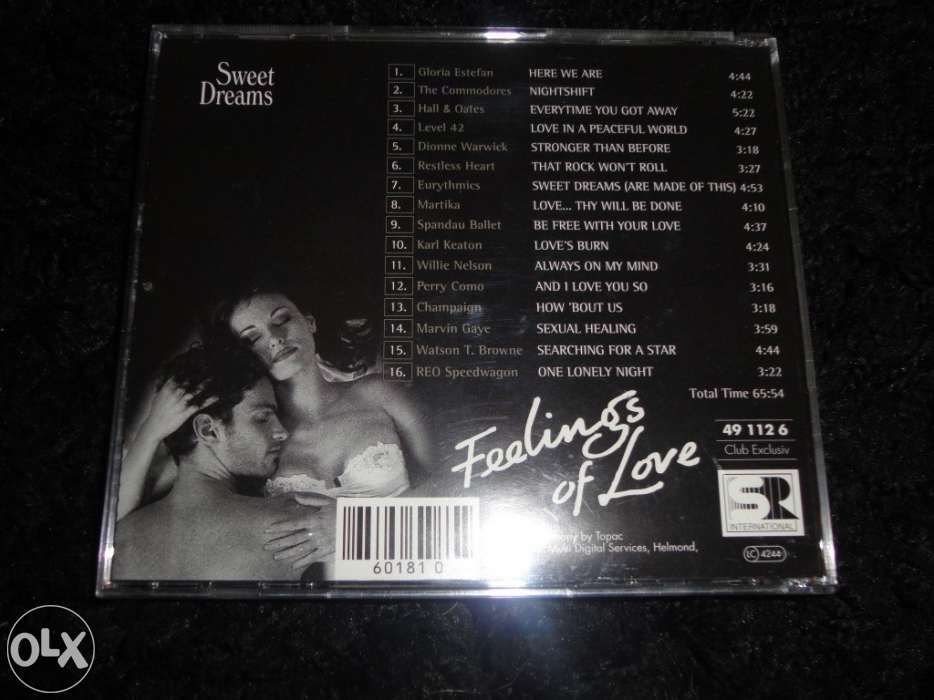 Sweet
Dreams
1. Gloria Estefan HERE WE ARE 4:44
2. The Commodores NIGHTSHIFT 4:22
3. Hall & Oates EVERYTIME YOU GOT AWAY 5:22
4. Level 42 LOVE IN A PEACEFUL WORLD 4:27
5. Dionne Warwick STRONGER THAN BEFORE 3:18
6. Restless Heart THAT ROCK WON'T ROLL 3:27
7. Eurythmics SWEET DREAMS (ARE MADE OF THIS) 4:53
8. Martika LOVE... THY WILL BE DONE 4:10
9. Spandau Ballet BE FREE WITH YOUR LOVE 4:37
10. Karl Keaton LOVE'S BURN 4:24
11. Willie Nelson ALWAYS ON MY MIND 3:31
12. Perry Como AND I LOVE YOU SO 3:16
13. Champaign HOW 'BOUT US 3:18
14. Marvin Gaye SEXUAL HEALING 3:59
15. Watson T. Browne SEARCHING FOR A STAR 4:44
16. REO Speedwagon ONE LONELY NIGHT 3:22
Total Time 65:54
Feelings
of Love
49 112 6
Club Exclusiv
SR
INTERNATIONAL
by Topac
Digital Services, Helmond,
LC 4244
60181 0
OLX